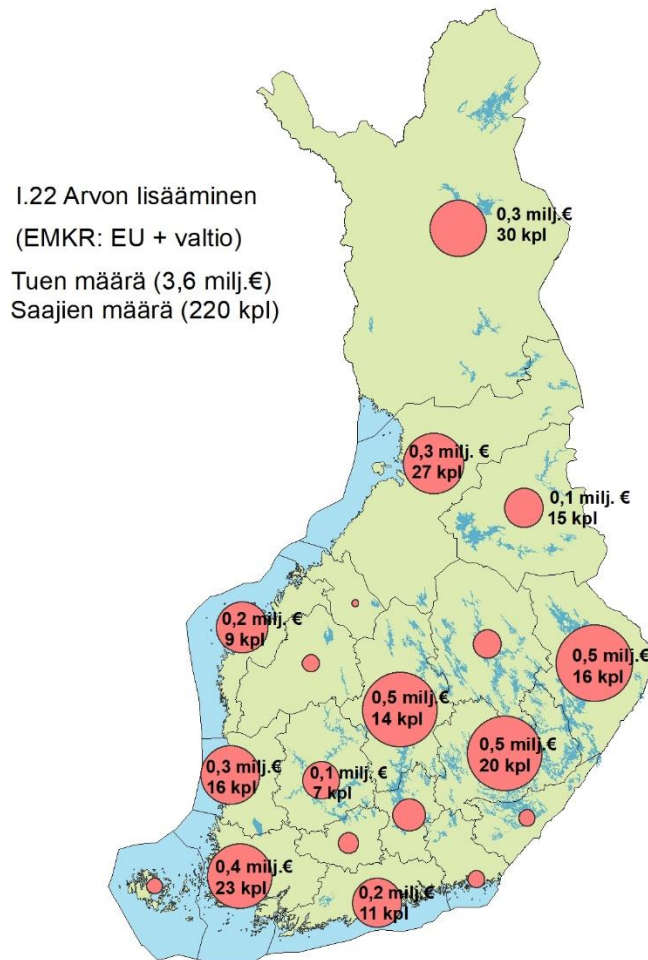 I.22 Arvon lisääminen
(EMKR: EU + valtio)
Tuen määrä (3,6 milj.€)
Saajien määrä (220 kpl)
0,3 milj.€
30 kpl
0,3 milj. €
27 kpl
0,1 milj. €
15 kpl
0,2 milj. €
9 kpl
0,5 milj.€
16 kpl
0,5 milj.€
14 kpl
0,5 milj.€
20 kpl
0,3 milj.€
16 kpl
0,1 milj. €
7 kpl
0,4 milj.€
23 kpl
0,2 milj.€
11 kpl